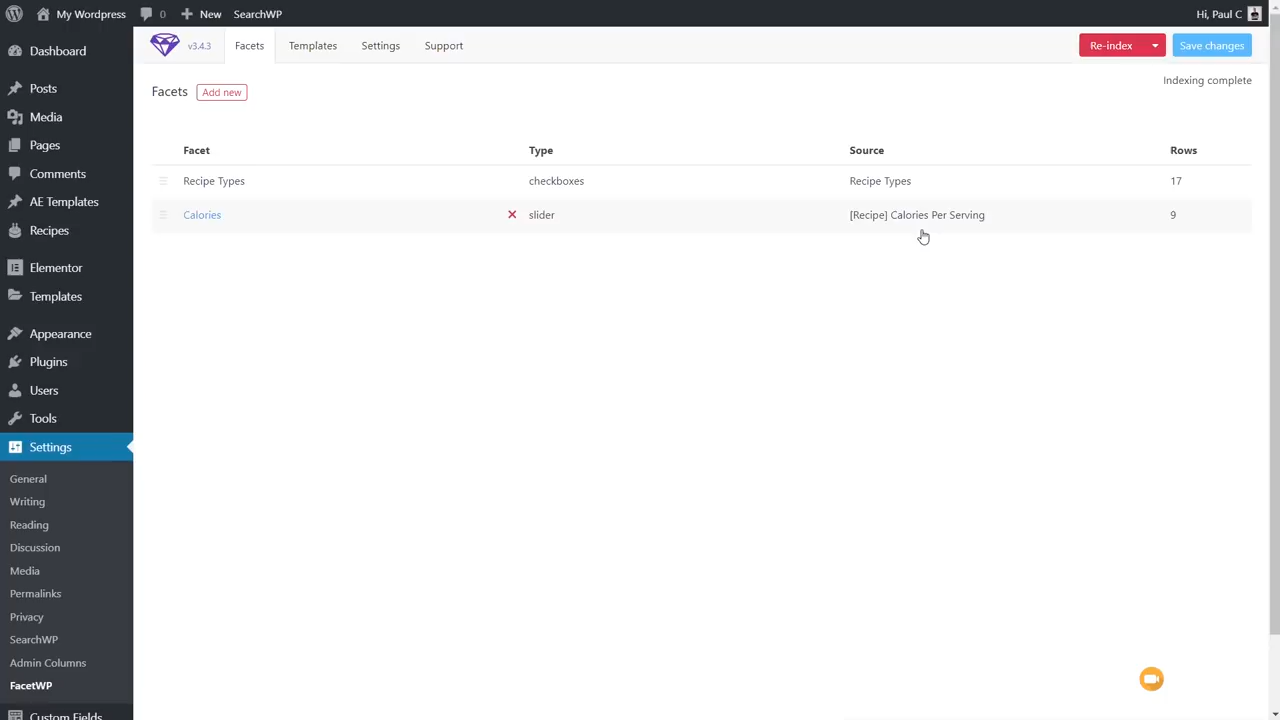 My Wordpress
0
New
SearchWP
Hi, Paul C
Dashboard
Posts
Media
Pages
Comments
AE Templates
Recipes
Elementor
Templates
Appearance
Plugins
Users
Tools
Settings
General
Writing
Reading
Discussion
Media
Permalinks
Privacy
SearchWP
Admin Columns
FacetWP
Custom Fields
v3.4.3
Facets
Templates
Settings
Support
Re-index
Save changes
Indexing complete
Facets
Add new
Facet Type Source Rows
Recipe Types checkboxes Recipe Types 17
Calories slider [Recipe] Calories Per Serving 9